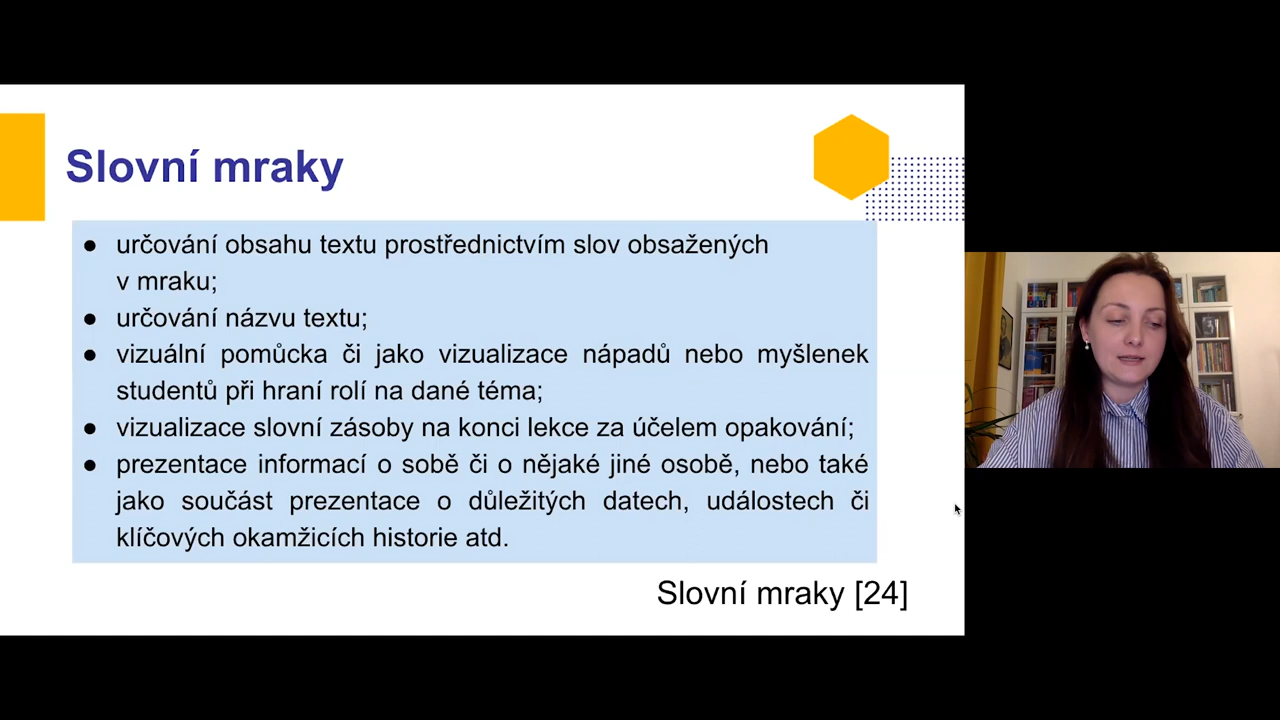 Slovní mraky
● určování obsahu textu prostřednictvím slov obsažených
v mraku;
● určování názvu textu;
● vizuální pomůcka či jako vizualizace nápadů nebo myšlenek
studentů při hraní rolí na dané téma;
● vizualizace slovní zásoby na konci lekce za účelem opakování;
● prezentace informací o sobě či o nějaké jiné osobě, nebo také
jako součást prezentace o důležitých datech, událostech či
klíčových okamžicích historie atd.
Slovní mraky [24]